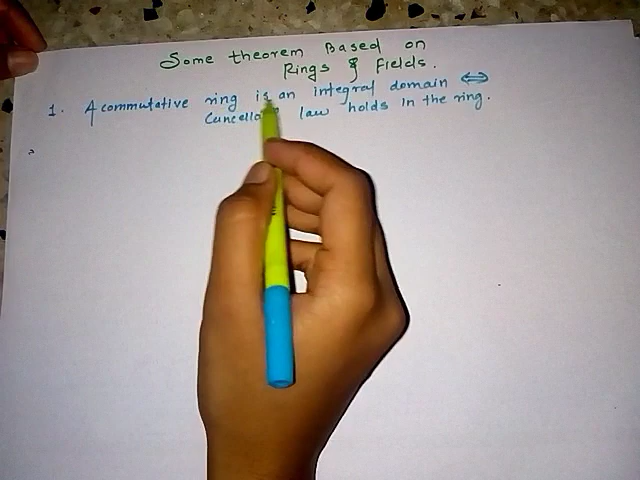 Some theorem Based on
Rings & Fields.
1. A commutative ring is an integral domain ⇔
law holds in the ring.